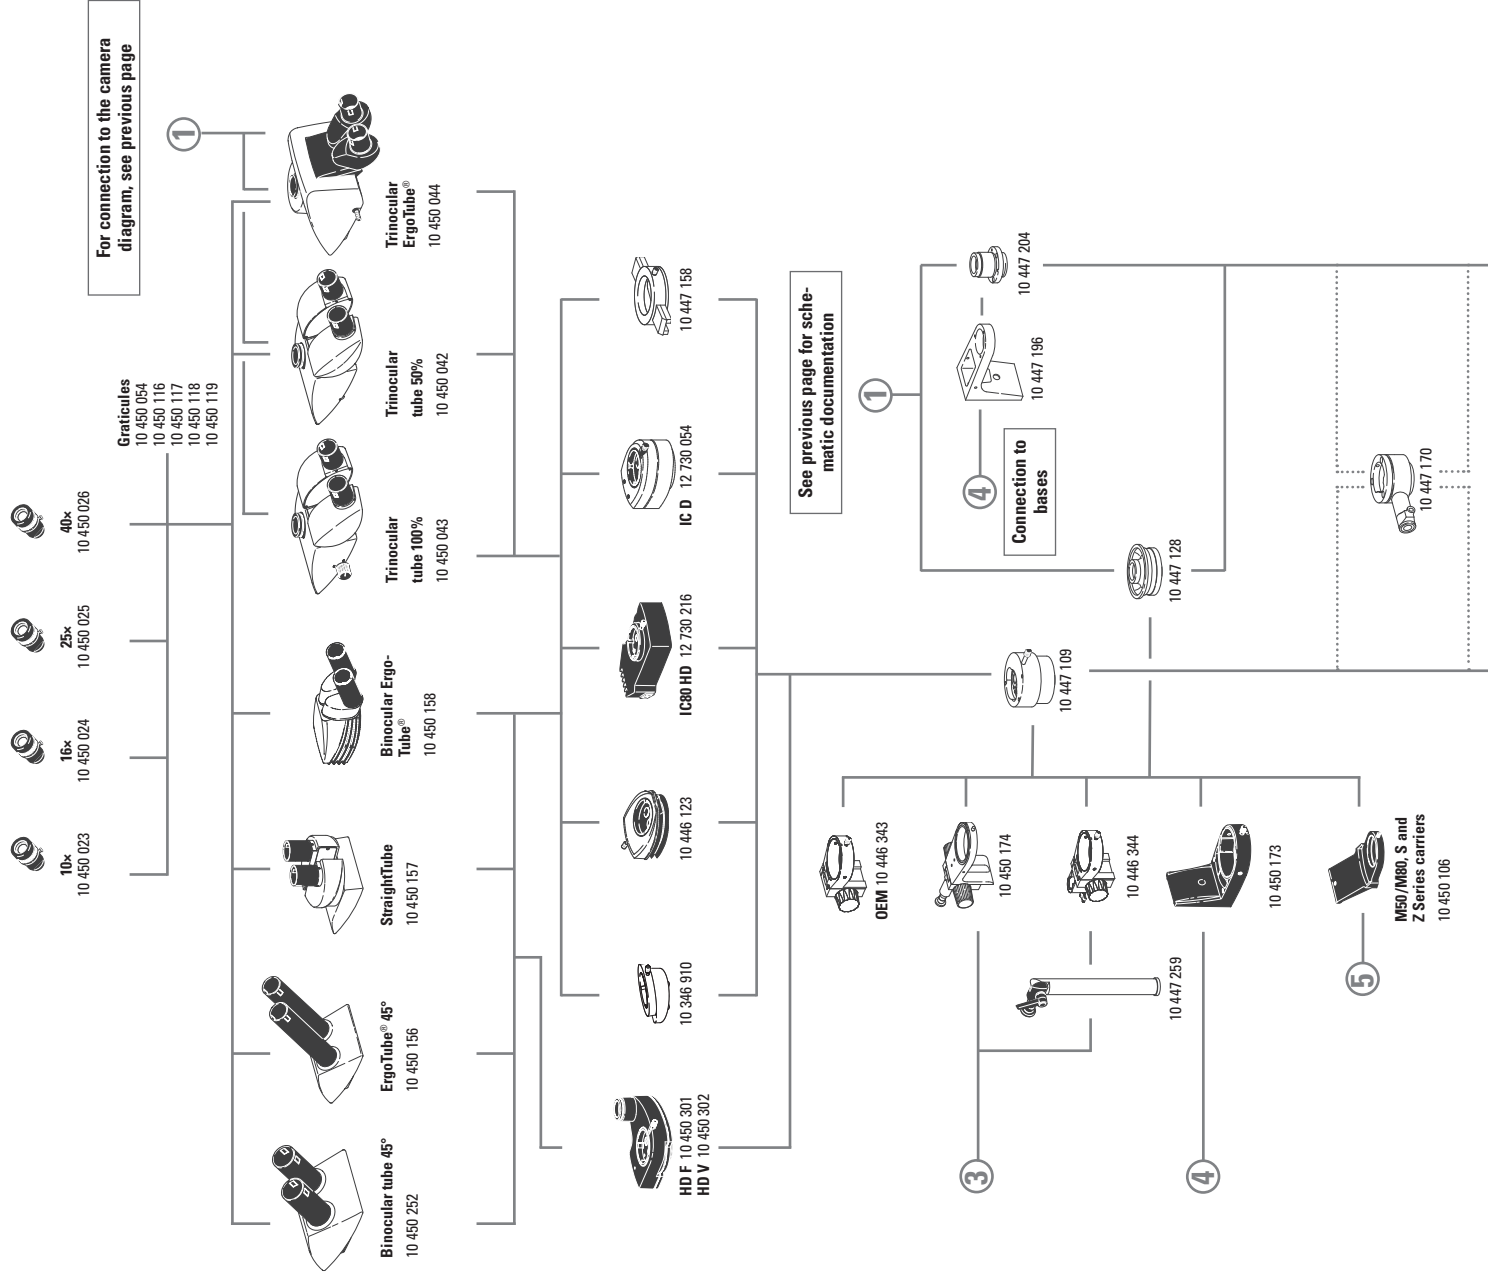 For connection to the camera
diagram, see previous page
1
10×
10 450 023
16×
10 450 024
25×
10 450 025
40×
10 450 026
Graticules
10 450 054
10 450 116
10 450 117
10 450 118
10 450 119
Binocular tube 45°
10 450 252
ErgoTube® 45°
10 450 156
StraightTube
10 450 157
Binocular Ergo-
Tube®
10 450 158
Trinocular
tube 100%
10 450 043
Trinocular
tube 50%
10 450 042
Trinocular
ErgoTube®
10 450 044
HD F 10 450 301
HD V 10 450 302
10 346 910
10 446 123
IC80 HD 12 730 216
IC D 12 730 054
10 447 158
See previous page for sche-
matic documentation
1
OEM 10 446 343
10 450 174
10 446 344
10 450 173
M50/M80, S and
Z Series carriers
10 450 106
10 447 259
3
4
5
10 447 109
10 447 128
4
Connection to
bases
10 447 196
10 447 204
10 447 170